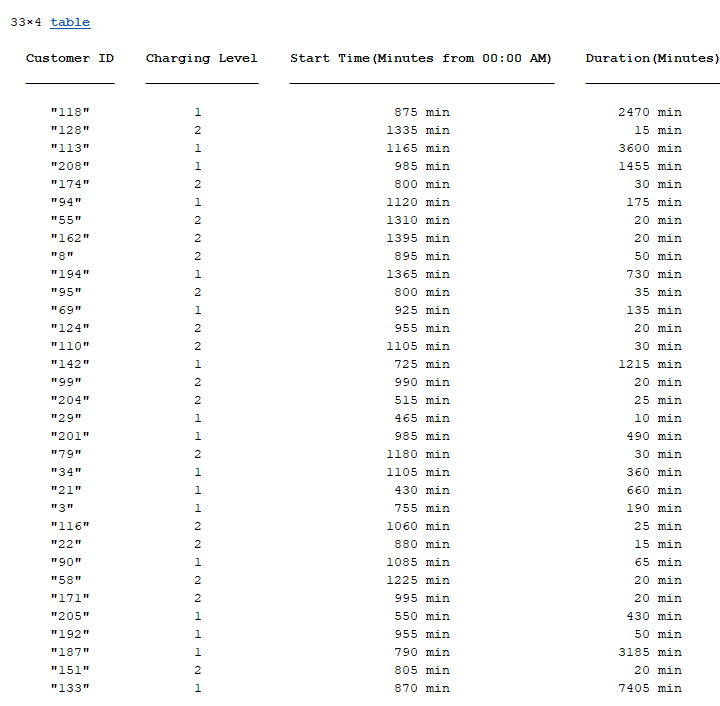 33×4 table
Customer ID Charging Level Start Time(Minutes from 00:00 AM) Duration(Minutes)
"118" 1 875 min 2470 min
"128" 2 1335 min 15 min
"113" 1 1165 min 3600 min
"208" 1 985 min 1455 min
"174" 2 800 min 30 min
"94" 1 1120 min 175 min
"55" 2 1310 min 20 min
"162" 2 1395 min 20 min
"8" 2 895 min 50 min
"194" 1 1365 min 730 min
"95" 2 800 min 35 min
"69" 1 925 min 135 min
"124" 2 955 min 20 min
"110" 2 1105 min 30 min
"142" 1 725 min 1215 min
"99" 2 990 min 20 min
"204" 2 515 min 25 min
"29" 1 465 min 10 min
"201" 1 985 min 490 min
"79" 2 1180 min 30 min
"34" 1 1105 min 360 min
"21" 1 430 min 660 min
"3" 1 755 min 190 min
"116" 2 1060 min 25 min
"22" 2 880 min 15 min
"90" 1 1085 min 65 min
"58" 2 1225 min 20 min
"171" 2 995 min 20 min
"205" 1 550 min 430 min
"192" 1 955 min 50 min
"187" 1 790 min 3185 min
"151" 2 805 min 20 min
"133" 1 870 min 7405 min